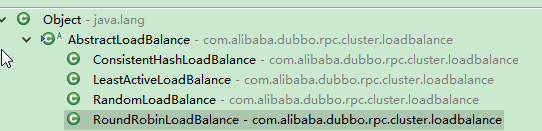 Object - java.lang
AbstractLoadBalance - com.alibaba.dubbo.rpc.cluster.loadbalance
ConsistentHashLoadBalance - com.alibaba.dubbo.rpc.cluster.loadbalance
LeastActiveLoadBalance - com.alibaba.dubbo.rpc.cluster.loadbalance
RandomLoadBalance - com.alibaba.dubbo.rpc.cluster.loadbalance
RoundRobinLoadBalance - com.alibaba.dubbo.rpc.cluster.loadbalance